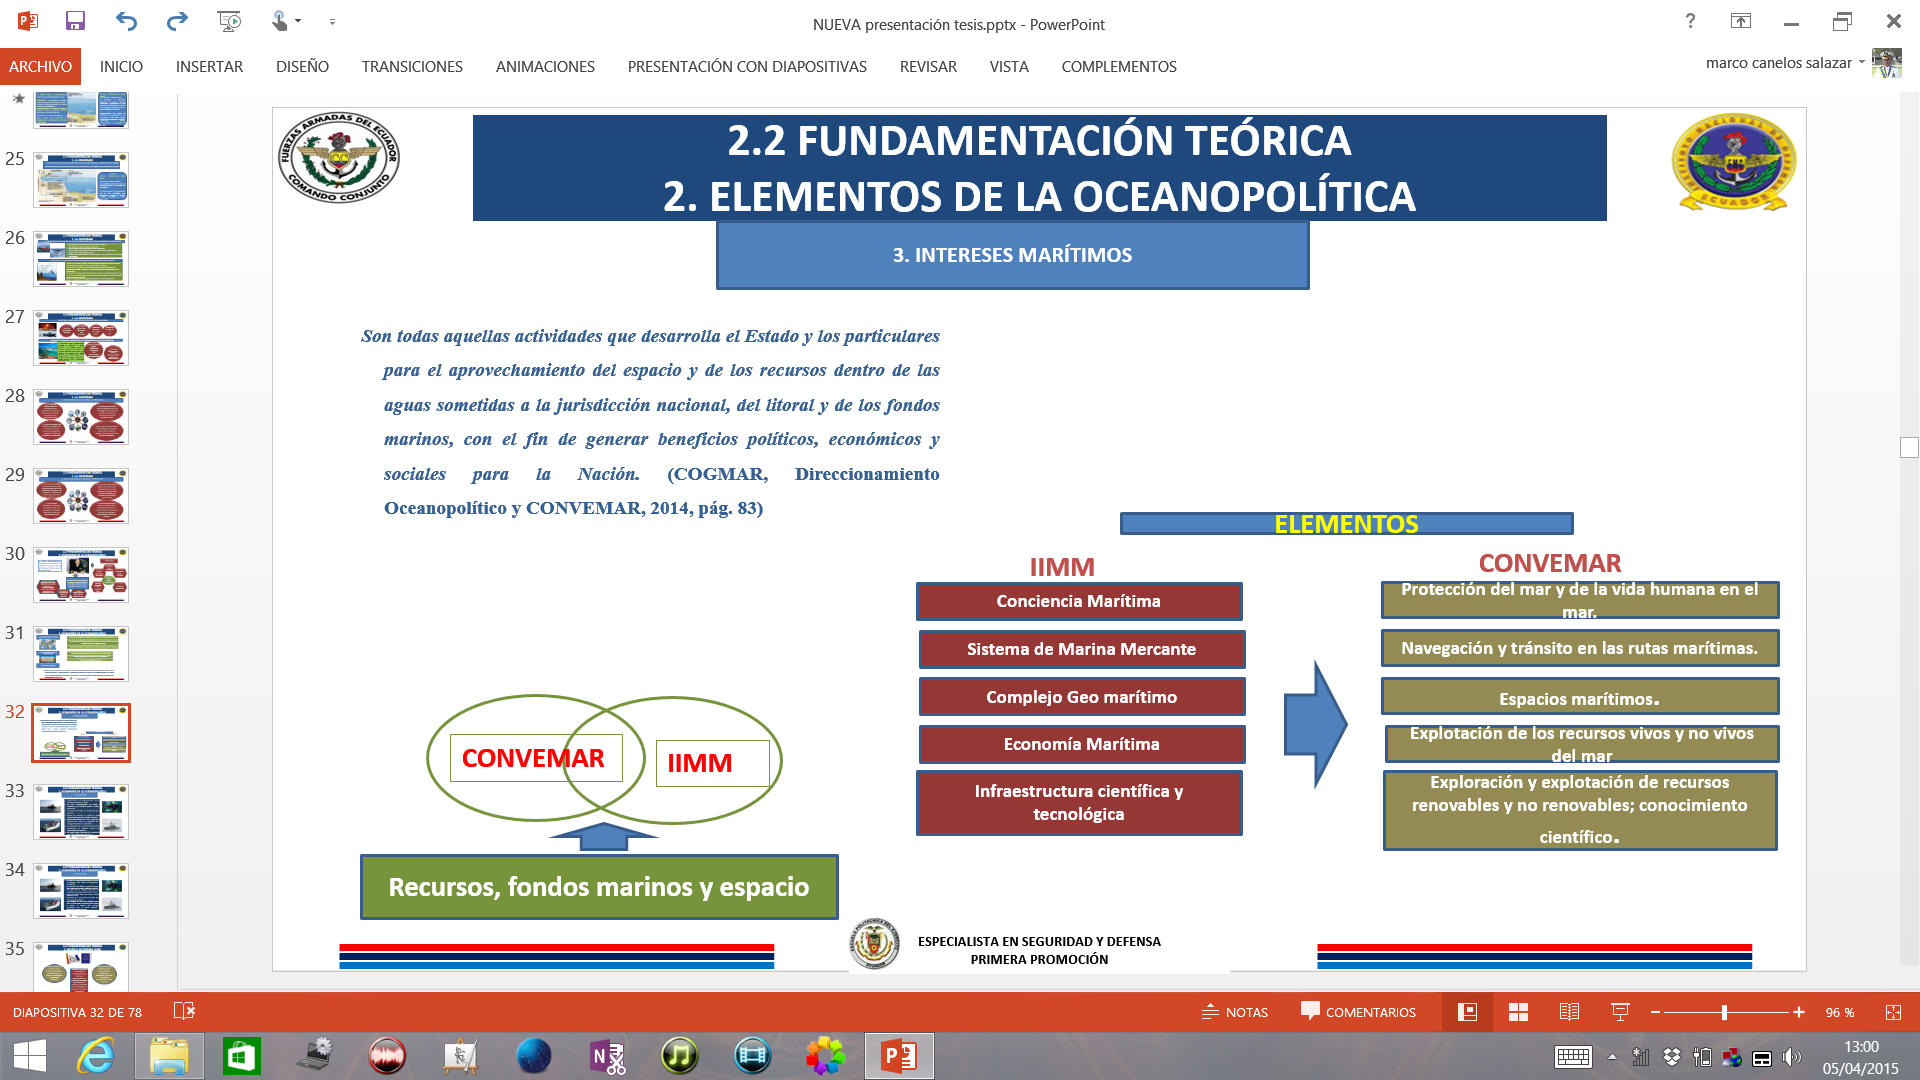 NUEVA presentación tesis.pptx - PowerPoint
ARCHIVO INICIO INSERTAR DISEÑO TRANSICIONES ANIMACIONES PRESENTACIÓN CON DIAPOSITIVAS REVISAR VISTA COMPLEMENTOS
marco canelos salazar
25
26
27
28
29
30
31
32
33
34
35
FUERZAS ARMADAS DEL ECUADOR
COMANDO CONJUNTO
2.2 FUNDAMENTACIÓN TEÓRICA
2. ELEMENTOS DE LA OCEANOPOLÍTICA
ECUADOR
3. INTERESES MARÍTIMOS
Son todas aquellas actividades que desarrolla el Estado y los particulares
para el aprovechamiento del espacio y de los recursos dentro de las
aguas sometidas a la jurisdicción nacional, del litoral y de los fondos
marinos, con el fin de generar beneficios políticos, económicos y
sociales para la Nación. (COGMAR, Direccionamiento
Oceanopolítico y CONVEMAR, 2014, pág. 83)
ELEMENTOS
IIMM
Conciencia Marítima
Sistema de Marina Mercante
Complejo Geo marítimo
Economía Marítima
Infraestructura científica y
tecnológica
CONVEMAR
Protección del mar y de la vida humana en el
mar.
Navegación y tránsito en las rutas marítimas.
Espacios marítimos.
Explotación de los recursos vivos y no vivos
del mar
Exploración y explotación de recursos
renovables y no renovables; conocimiento
científico.
CONVEMAR
IIMM
Recursos, fondos marinos y espacio
ESPECIALISTA EN SEGURIDAD Y DEFENSA
PRIMERA PROMOCIÓN
DIAPOSITIVA 32 DE 78
NOTAS
COMENTARIOS
96 %
13:00
05/04/2015